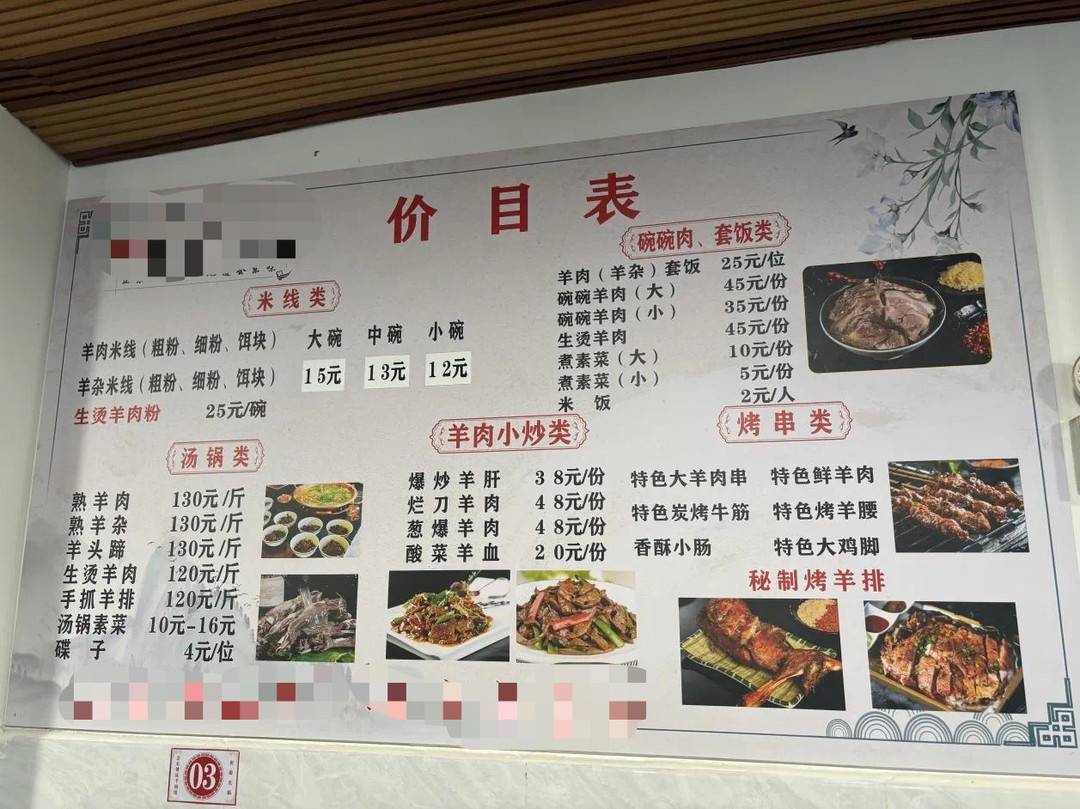 价目表
米线类
大碗 中碗 小碗
羊肉米线（粗粉、细粉、饵块）
羊杂米线（粗粉、细粉、饵块） 15元 13元 12元
生烫羊肉粉 25元/碗
碗碗肉、套饭类
羊肉（羊杂）套饭 25元/位
碗碗羊肉（大） 45元/份
碗碗羊肉（小） 35元/份
生烫羊肉 45元/份
煮素菜（大） 10元/份
煮素菜（小） 5元/份
米 饭 2元/人
汤锅类
熟羊肉 130元/斤
熟羊杂 130元/斤
羊头蹄 130元/斤
生烫羊肉 120元/斤
手抓羊排 120元/斤
汤锅素菜 10元-16元
碟 子 4元/位
羊肉小炒类
爆炒羊肝 38元/份
烂刀羊肉 48元/份
葱爆羊肉 48元/份
酸菜羊血 20元/份
烤串类
特色大羊肉串 特色鲜羊肉
特色炭烤牛筋 特色烤羊腰
香酥小肠 特色大鸡脚
秘制烤羊排
03